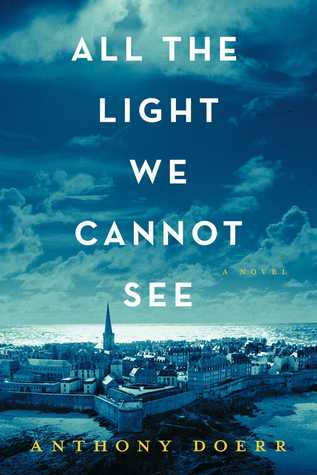 ALL THE
LIGHT
WE
CANNOT
SEE
A NOVEL
ANTHONY DOERR